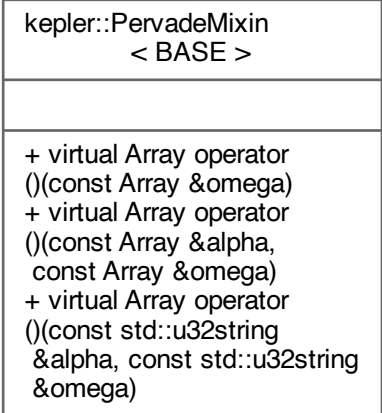 kepler::PervadeMixin
< BASE >
+ virtual Array operator
()(const Array &omega)
+ virtual Array operator
()(const Array &alpha,
const Array &omega)
+ virtual Array operator
()(const std::u32string
&alpha, const std::u32string
&omega)